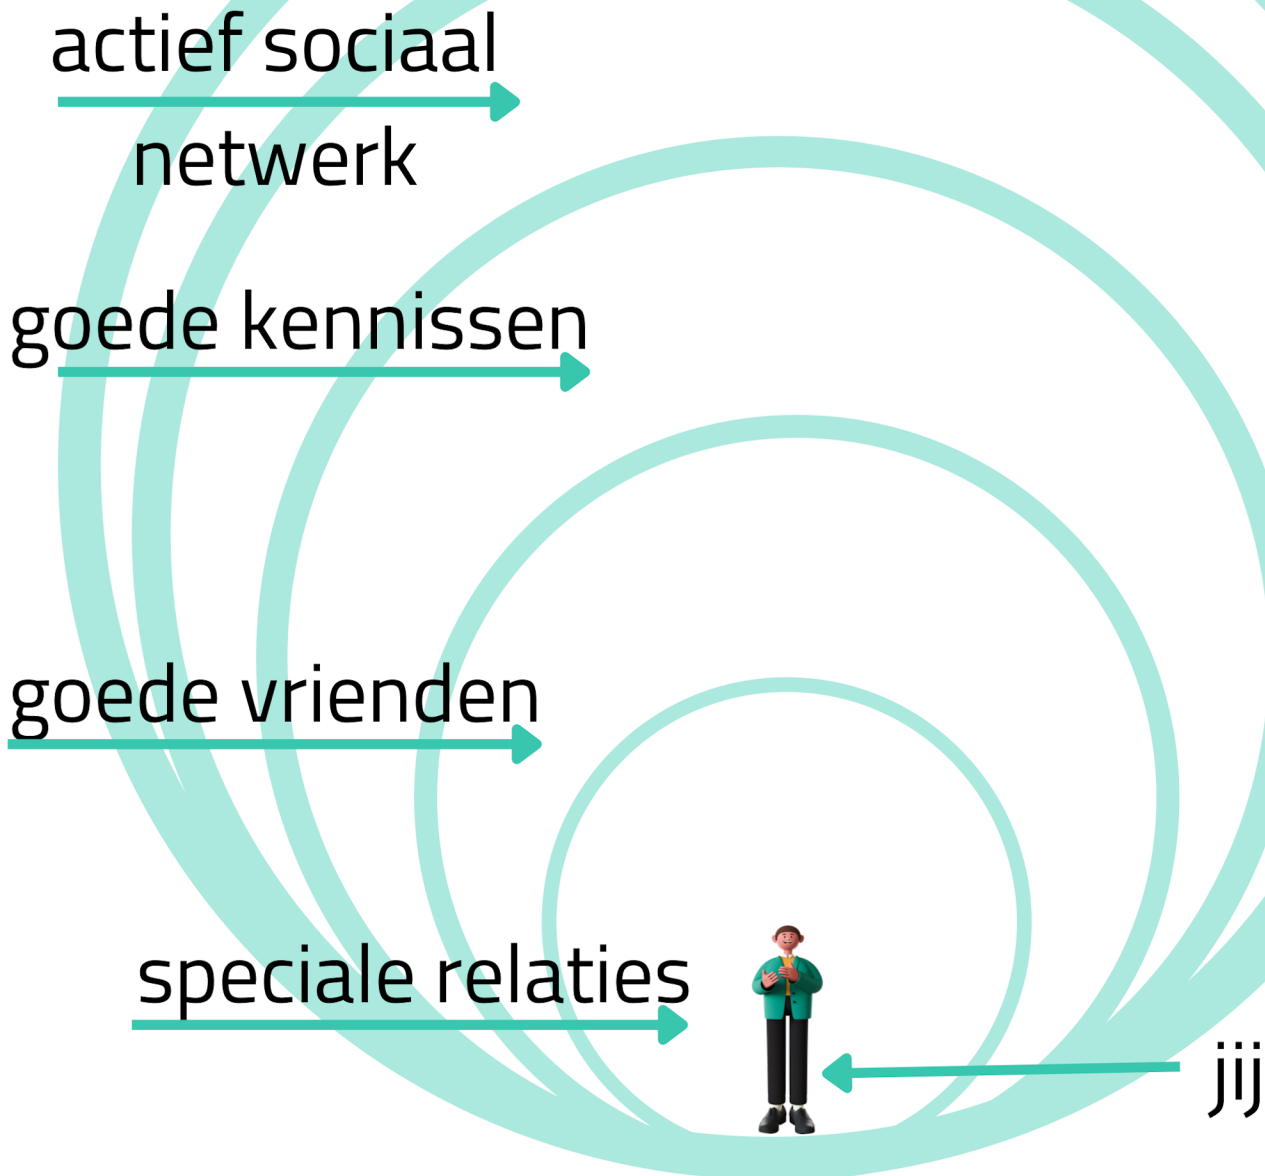 actief sociaal
netwerk
goede kennissen
goede vrienden
speciale relaties
jij